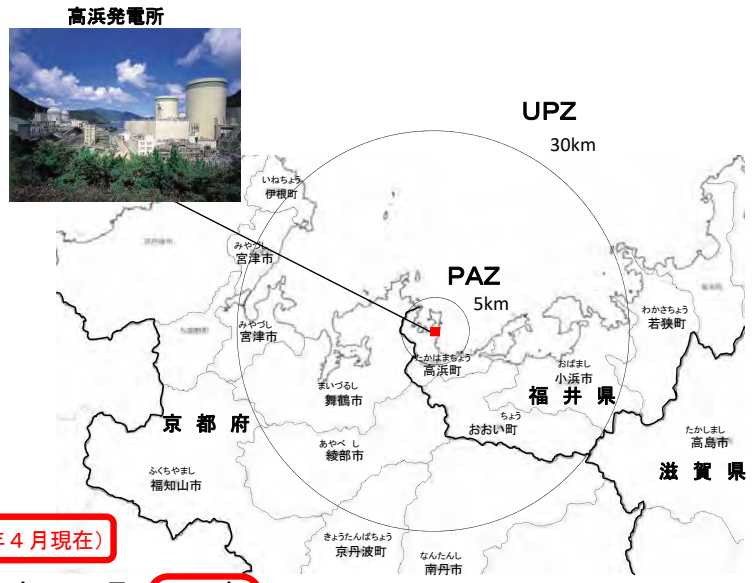 高浜発電所
UPZ
30km
いねちょう
伊根町
みやづし
宮津市
PAZ
5km
わかさちょう
若狭町
みやづし
宮津市
たかはまちょう
高浜町
おばまし
小浜市
まいづるし
舞鶴市
福井県
京都府
ちょう
おおい町
たかしまし
高島市
あやべ し
綾部市
滋賀県
ふくちやまし
福知山市
年４月現在）
きょうたんばちょう
京丹波町
なんたんし
南丹市